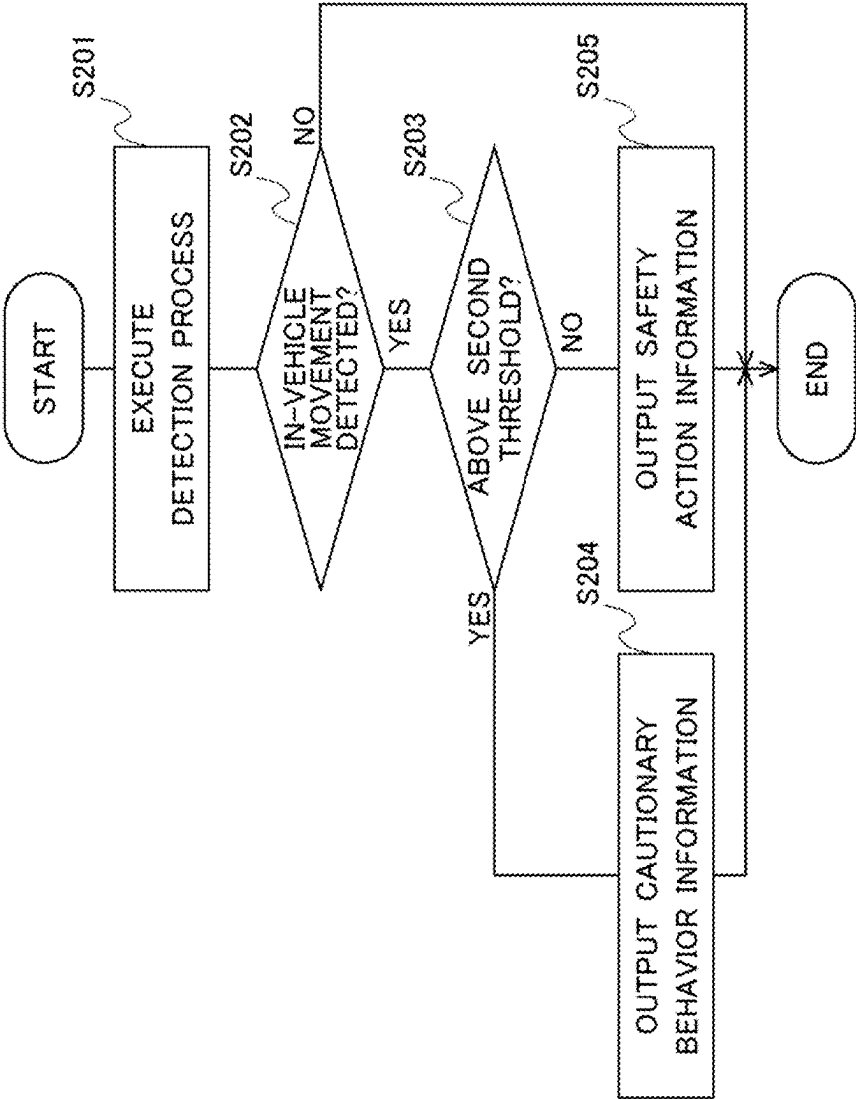 START
S201
EXECUTE
DETECTION PROCESS
S202
IN-VEHICLE
MOVEMENT
DETECTED?
NO
YES
S203
ABOVE SECOND
THRESHOLD?
YES
NO
S204
OUTPUT CAUTIONARY
BEHAVIOR INFORMATION
S205
OUTPUT SAFETY
ACTION INFORMATION
END